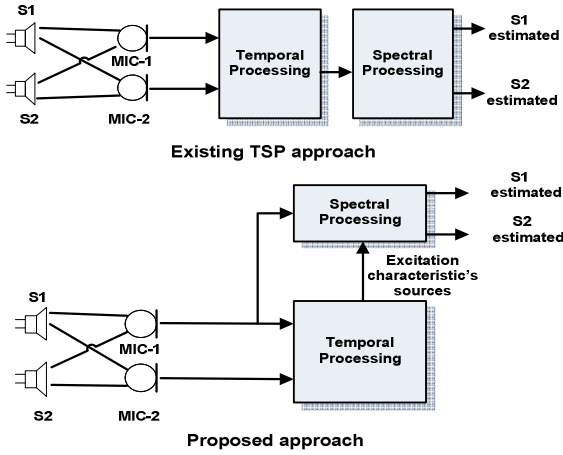 S1
MIC-1
S2
MIC-2
Temporal
Processing
Spectral
Processing
S1
estimated
S2
estimated
Existing TSP approach
Spectral
Processing
S1
estimated
S2
estimated
Excitation
characteristic's
sources
S1
MIC-1
S2
MIC-2
Temporal
Processing
Proposed approach